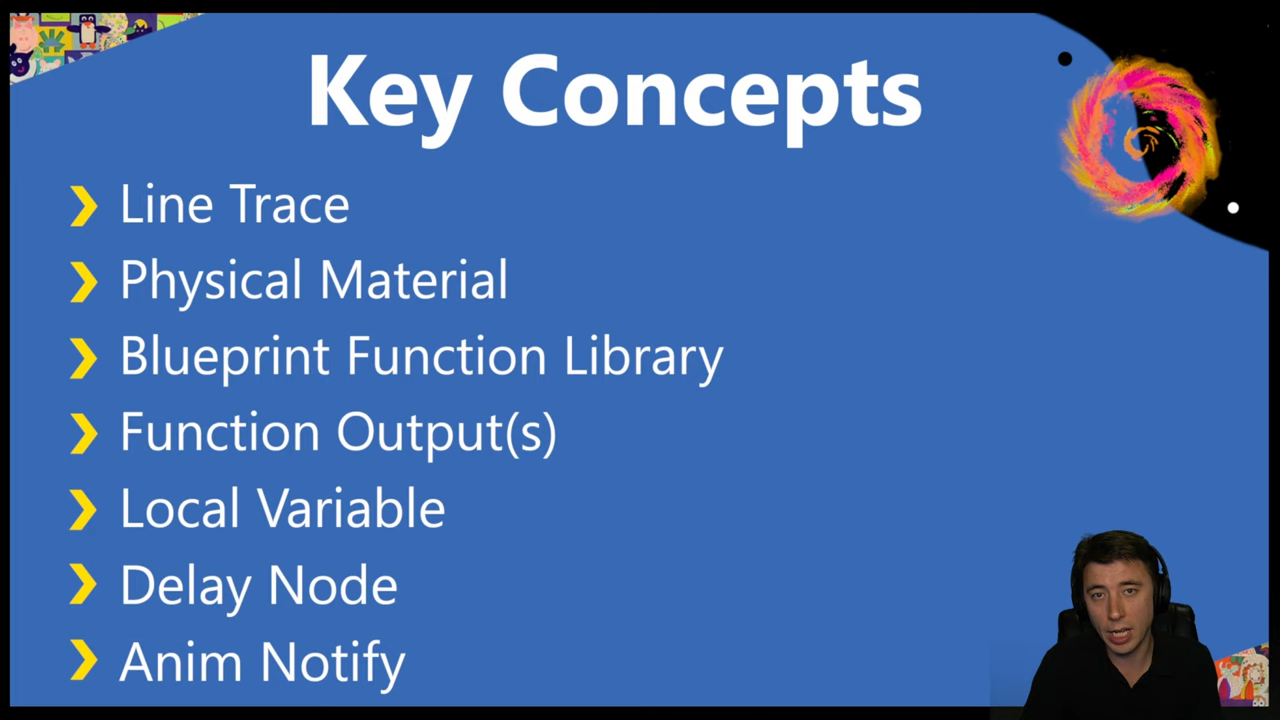 Key Concepts
Line Trace
Physical Material
Blueprint Function Library
Function Output(s)
Local Variable
Delay Node
Anim Notify